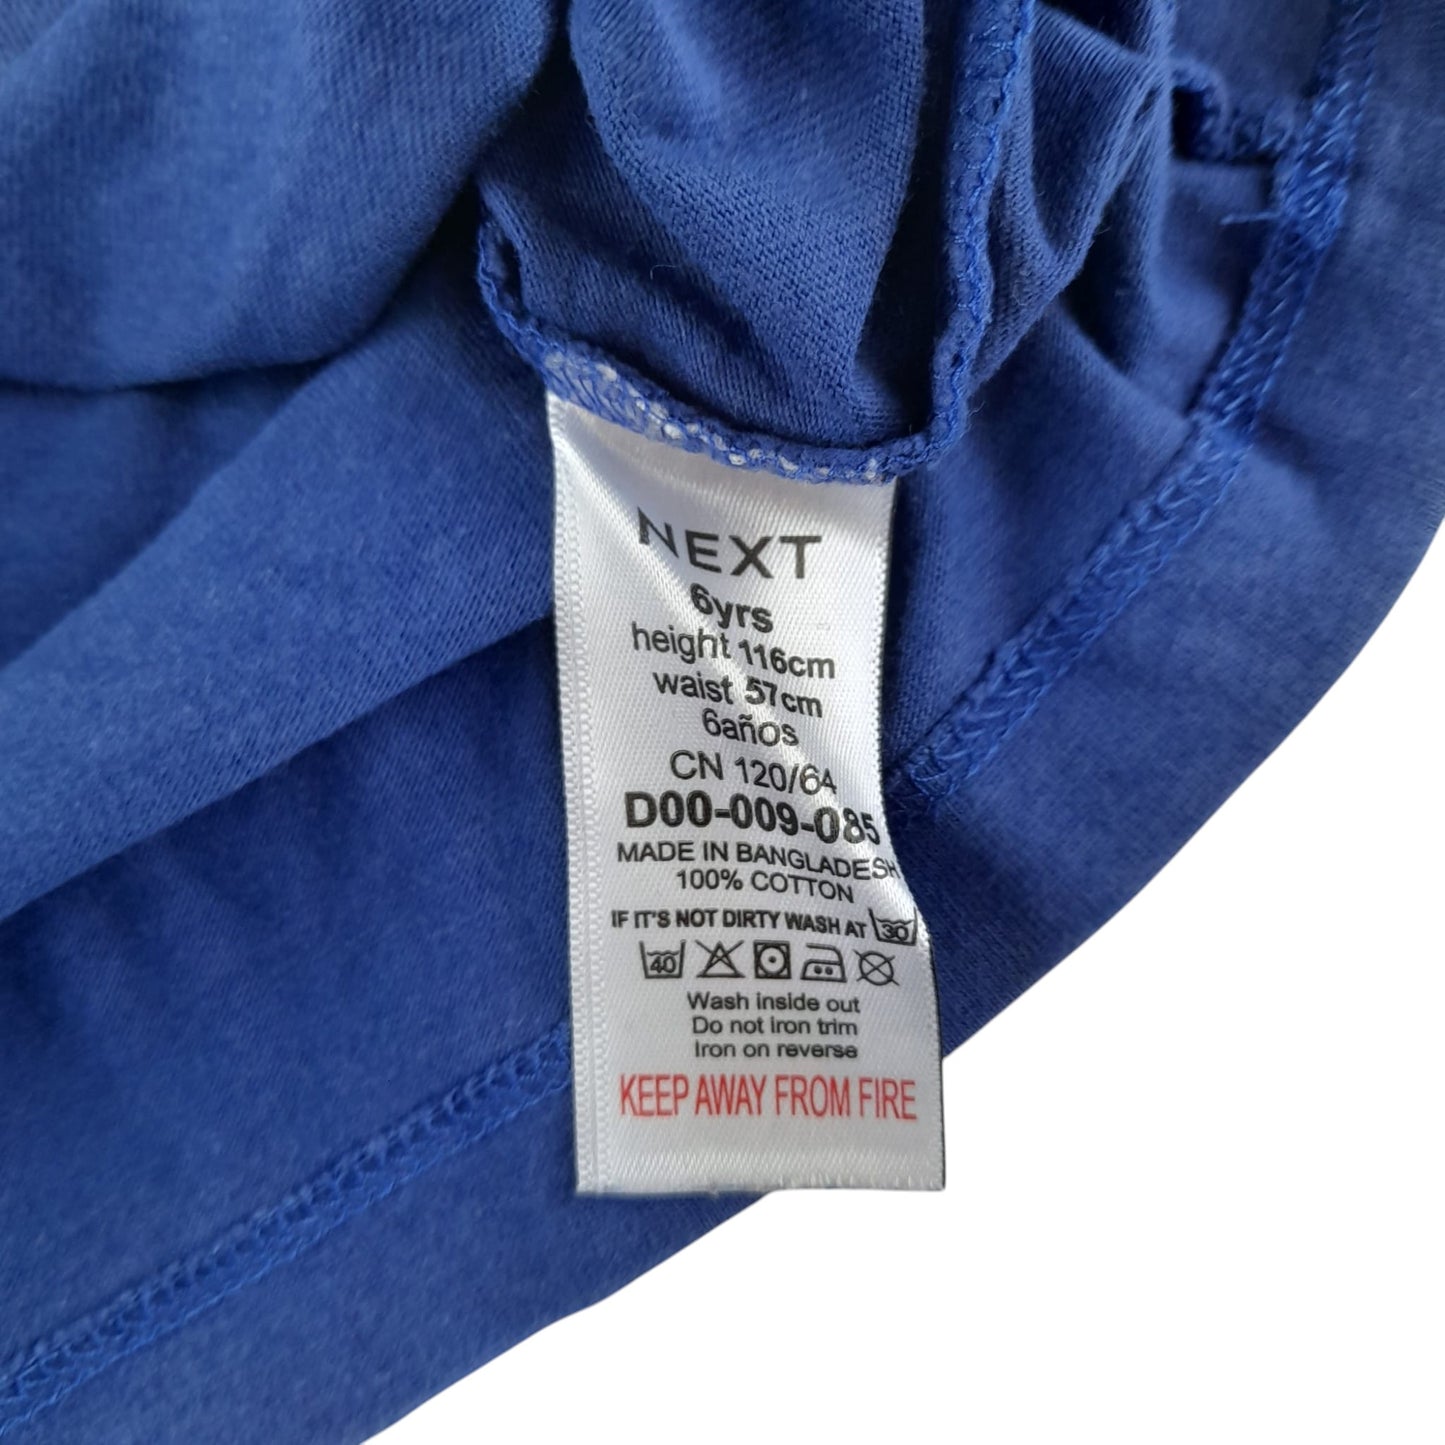 NEXT
6yrs
height 116cm
waist 57cm
6años
CN 120/64
D00-009-085
MADE IN BANGLADESH
100% COTTON
IF IT'S NOT DIRTY WASH AT 30
40
Wash inside out
Do not iron trim
Iron on reverse
KEEP AWAY FROM FIRE